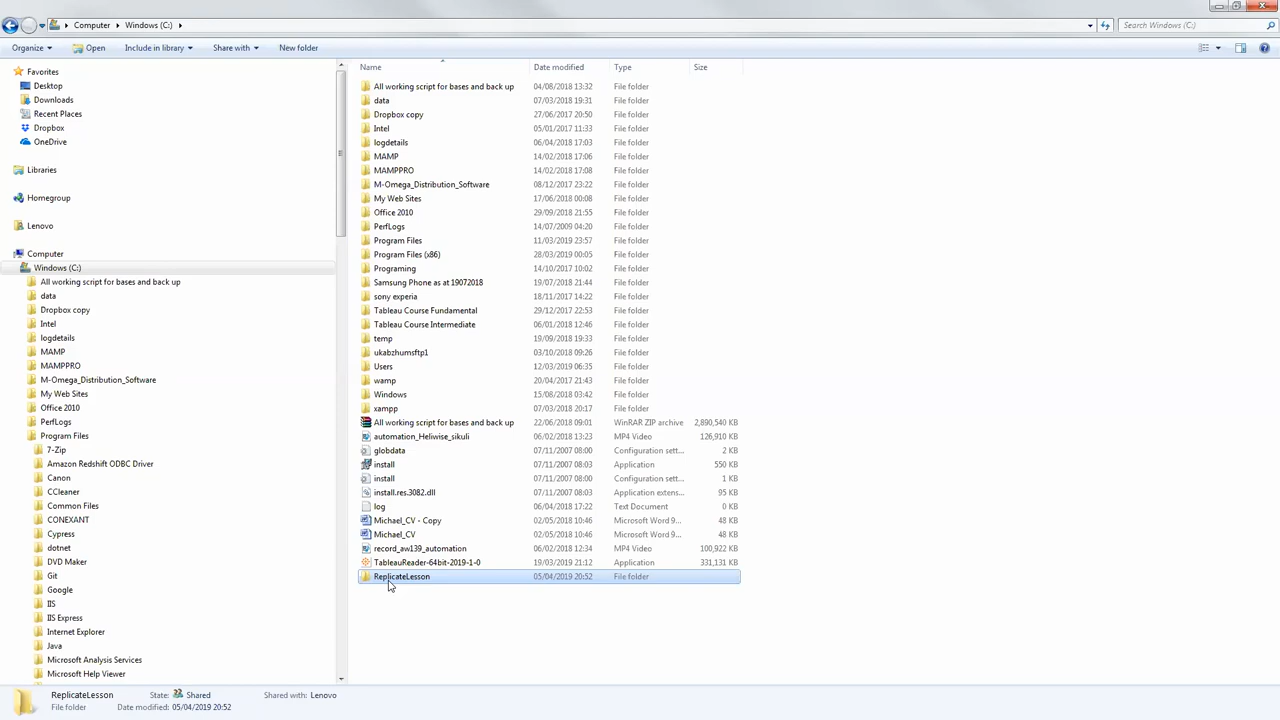 Computer Windows (C:) Search Windows (C:)
Organize Open Include in library Share with New folder
Favorites
Desktop
Downloads
Recent Places
Dropbox
OneDrive
Libraries
Homegroup
Lenovo
Computer
Windows (C:)
All working script for bases and back up
data
Dropbox copy
Intel
logdetails
MAMP
MAMPPRO
M-Omega_Distribution_Software
My Web Sites
Office 2010
PerfLogs
Program Files
7-Zip
Amazon Redshift ODBC Driver
Canon
CCleaner
Common Files
CONEXANT
Cypress
dotnet
DVD Maker
Git
Google
IIS
IIS Express
Internet Explorer
Java
Microsoft Analysis Services
Microsoft Help Viewer
Name Date modified Type Size
All working script for bases and back up 04/08/2018 13:32 File folder
data 07/03/2018 19:31 File folder
Dropbox copy 27/06/2017 20:50 File folder
Intel 05/01/2017 11:33 File folder
logdetails 06/04/2018 17:03 File folder
MAMP 14/02/2018 17:06 File folder
MAMPPRO 14/02/2018 17:08 File folder
M-Omega_Distribution_Software 08/12/2017 23:22 File folder
My Web Sites 17/06/2018 00:08 File folder
Office 2010 29/09/2018 21:55 File folder
PerfLogs 14/07/2009 04:20 File folder
Program Files 11/03/2019 23:57 File folder
Program Files (x86) 28/03/2019 00:05 File folder
Programing 14/10/2017 10:02 File folder
Samsung Phone as at 19072018 19/07/2018 21:44 File folder
sony experia 18/11/2017 14:22 File folder
Tableau Course Fundamental 29/12/2017 22:53 File folder
Tableau Course Intermediate 06/01/2018 12:46 File folder
temp 19/09/2018 19:33 File folder
ukabzhumsftp1 03/10/2018 09:26 File folder
Users 12/03/2019 06:35 File folder
wamp 20/04/2017 21:43 File folder
Windows 15/08/2018 03:42 File folder
xampp 07/03/2018 20:17 File folder
All working script for bases and back up 22/06/2018 09:01 WinRAR ZIP archive 2,890,540 KB
automation_Heliwise_sikuli 06/02/2018 13:23 MP4 Video 126,910 KB
globdata 07/11/2007 08:00 Configuration sett... 2 KB
install 07/11/2007 08:03 Application 550 KB
install 07/11/2007 08:00 Configuration sett... 1 KB
install.res.3082.dll 07/11/2007 08:03 Application extens... 95 KB
log 06/04/2018 17:22 Text Document 0 KB
Michael_CV - Copy 02/05/2018 10:46 Microsoft Word 9... 48 KB
Michael_CV 02/05/2018 10:46 Microsoft Word 9... 48 KB
record_aw139_automation 06/02/2018 12:34 MP4 Video 100,922 KB
TableauReader-64bit-2019-1-0 19/03/2019 21:12 Application 331,131 KB
ReplicateLesson 05/04/2019 20:52 File folder
ReplicateLesson State: Shared Shared with: Lenovo
File folder Date modified: 05/04/2019 20:52